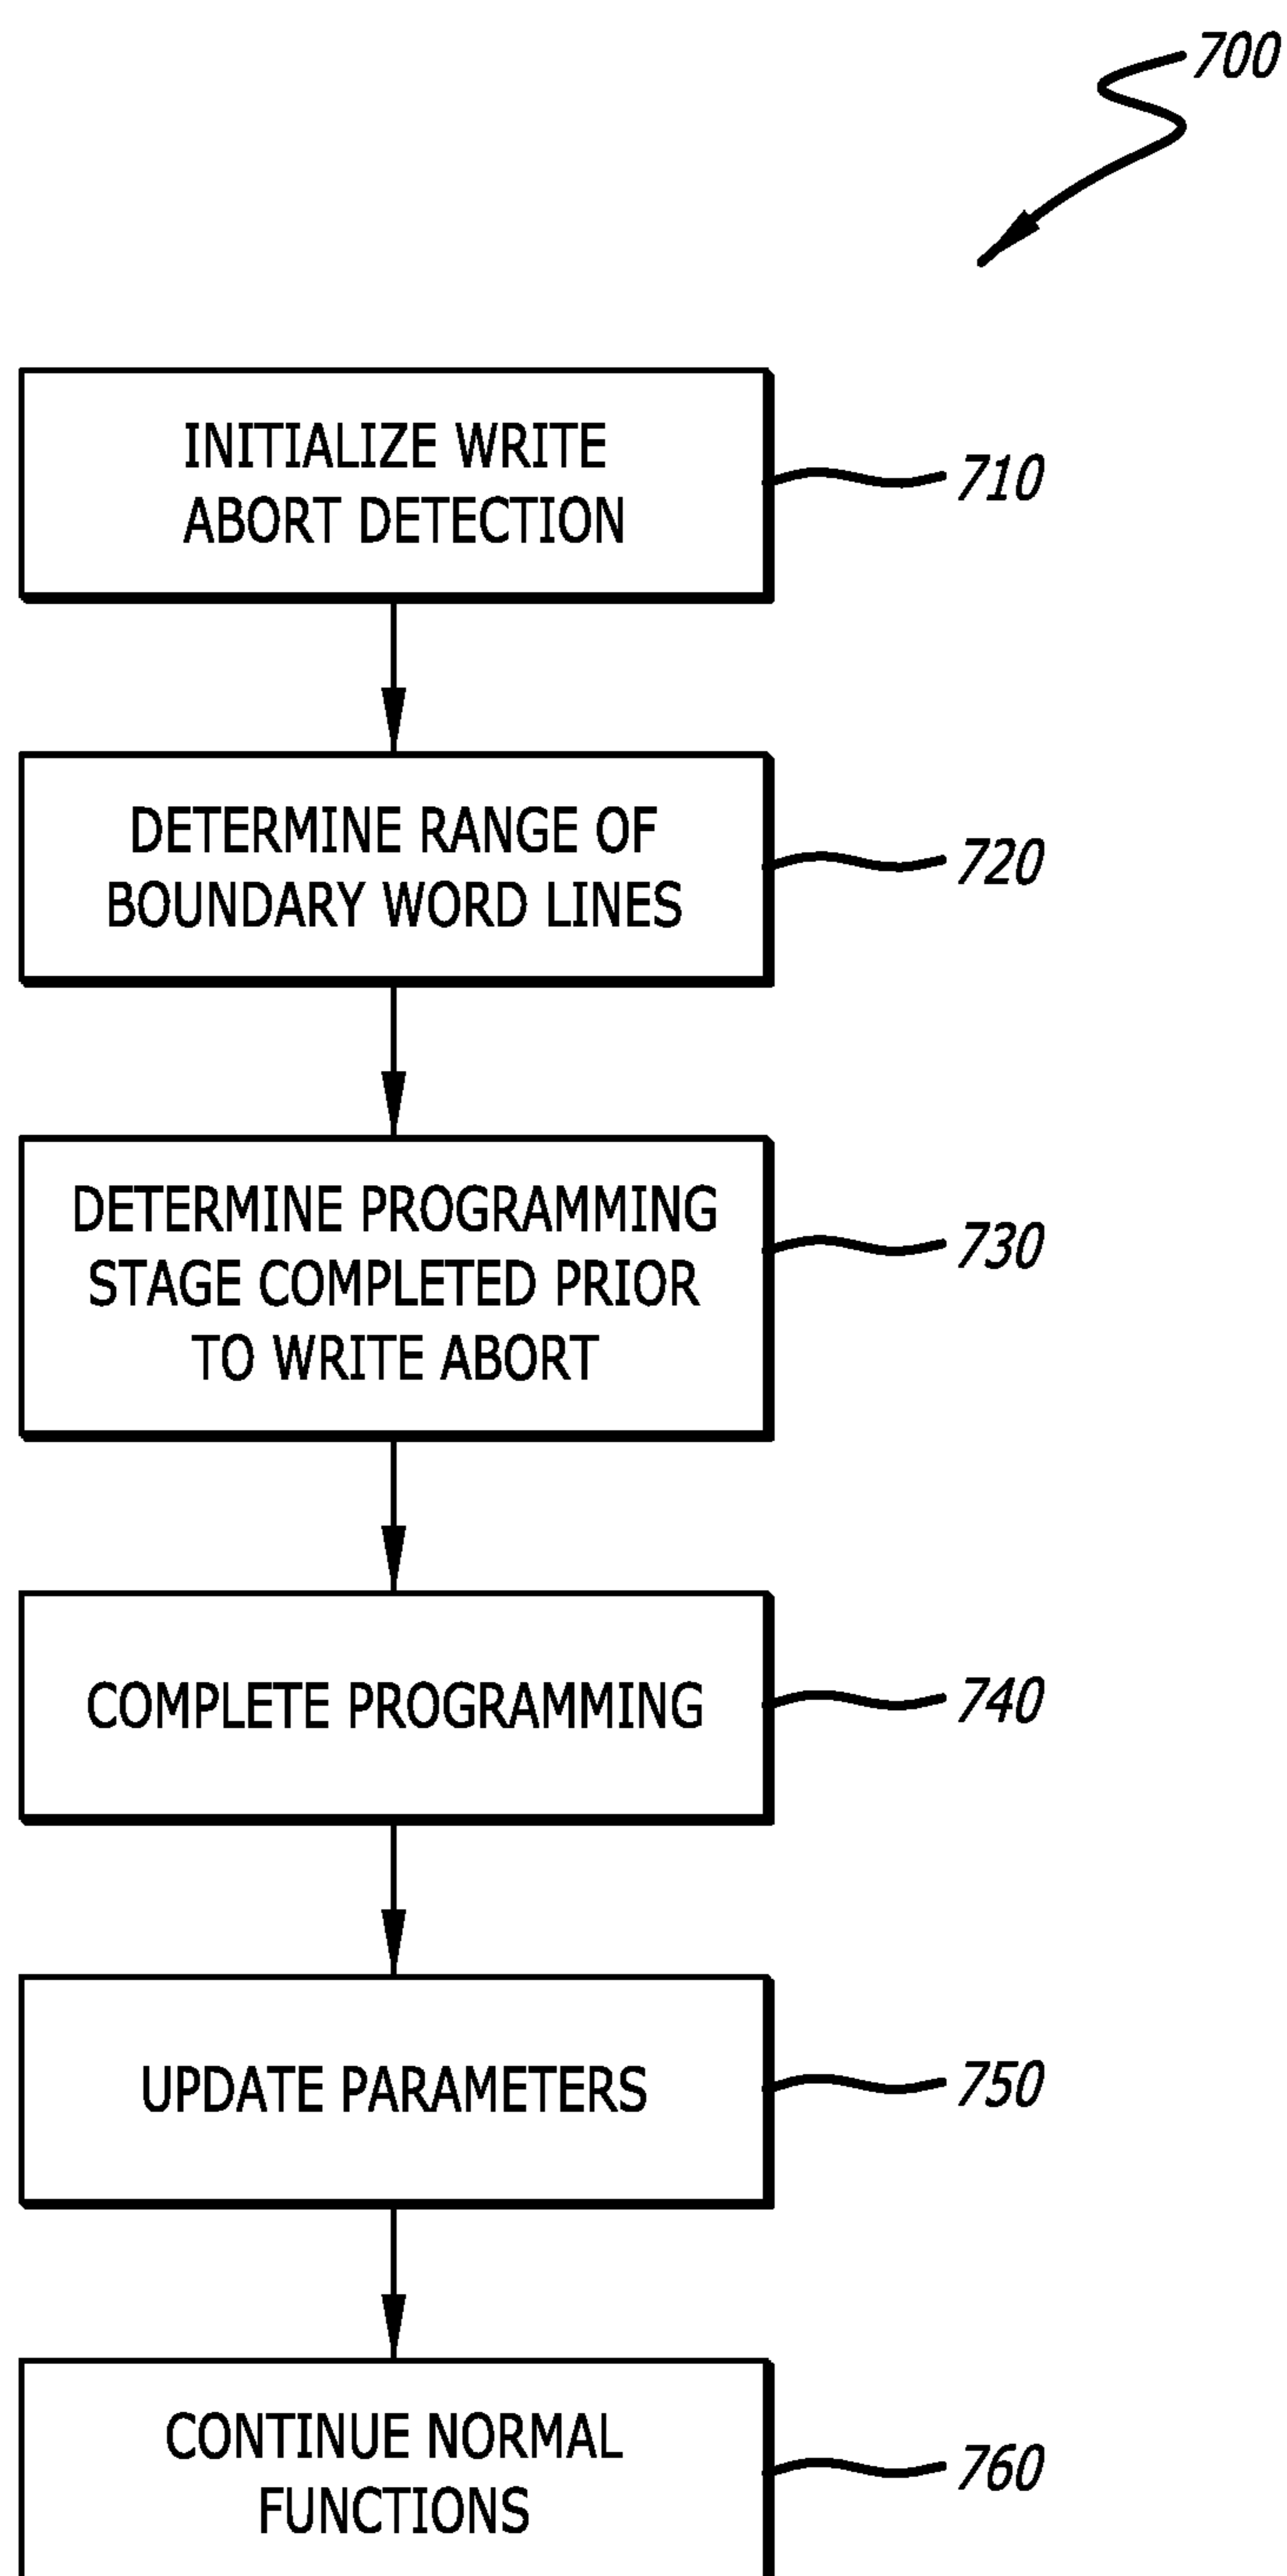 700
INITIALIZE WRITE
ABORT DETECTION
710
DETERMINE RANGE OF
BOUNDARY WORD LINES
720
DETERMINE PROGRAMMING
STAGE COMPLETED PRIOR
TO WRITE ABORT
730
COMPLETE PROGRAMMING
740
UPDATE PARAMETERS
750
CONTINUE NORMAL
FUNCTIONS
760